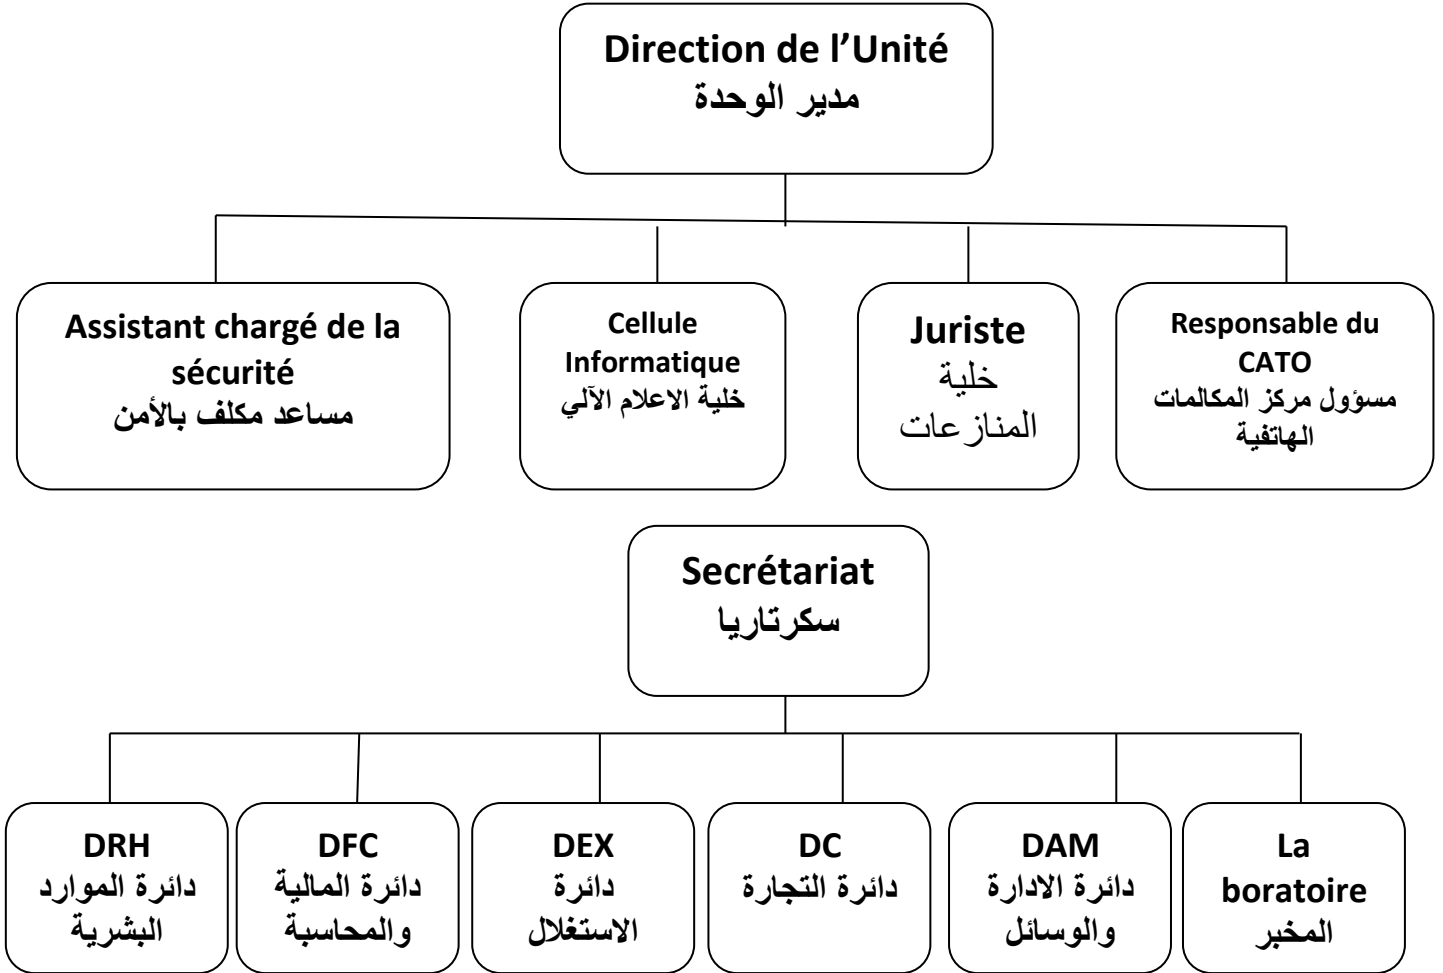 Direction de l’Unité
مدير الوحدة
Assistant chargé de la
sécurité
مساعد مكلف بالأمن
Cellule
Informatique
خلية الاعلام الآلي
Juriste
خلية
المنازعات
Responsable du
CATO
مسؤول مركز المكالمات
الهاتفية
Secrétariat
سكرتاريا
DRH
دائرة الموارد
البشرية
DFC
دائرة المالية
والمحاسبة
DEX
دائرة
الاستغلال
DC
دائرة التجارة
DAM
دائرة الادارة
والوسائل
La
boratoire
المخبر